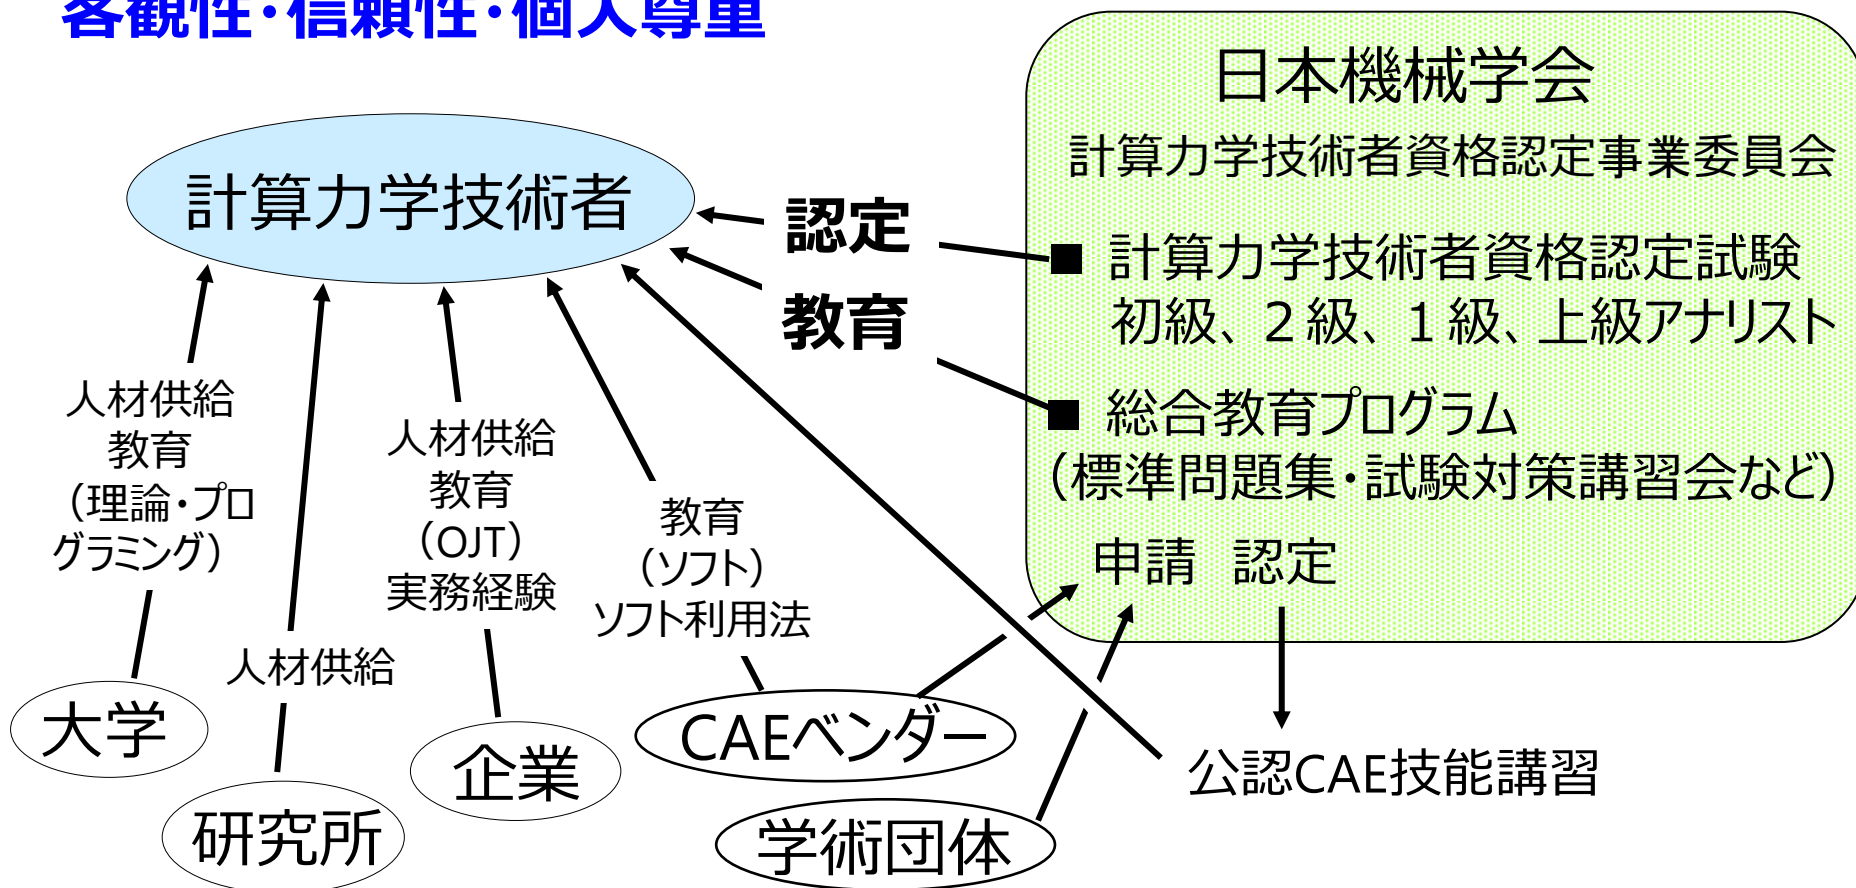 客観性・信頼性・個人尊重
日本機械学会
計算力学技術者資格認定事業委員会
計算力学技術者
認定
教育
■ 計算力学技術者資格認定試験
初級、２級、１級、上級アナリスト
■ 総合教育プログラム
（標準問題集・試験対策講習会など）
申請 認定
人材供給
教育
（理論・プロ
グラミング）
人材供給
人材供給
教育
（OJT）
実務経験
教育
（ソフト）
ソフト利用法
大学
研究所
企業
CAEベンダー
学術団体
公認CAE技能講習